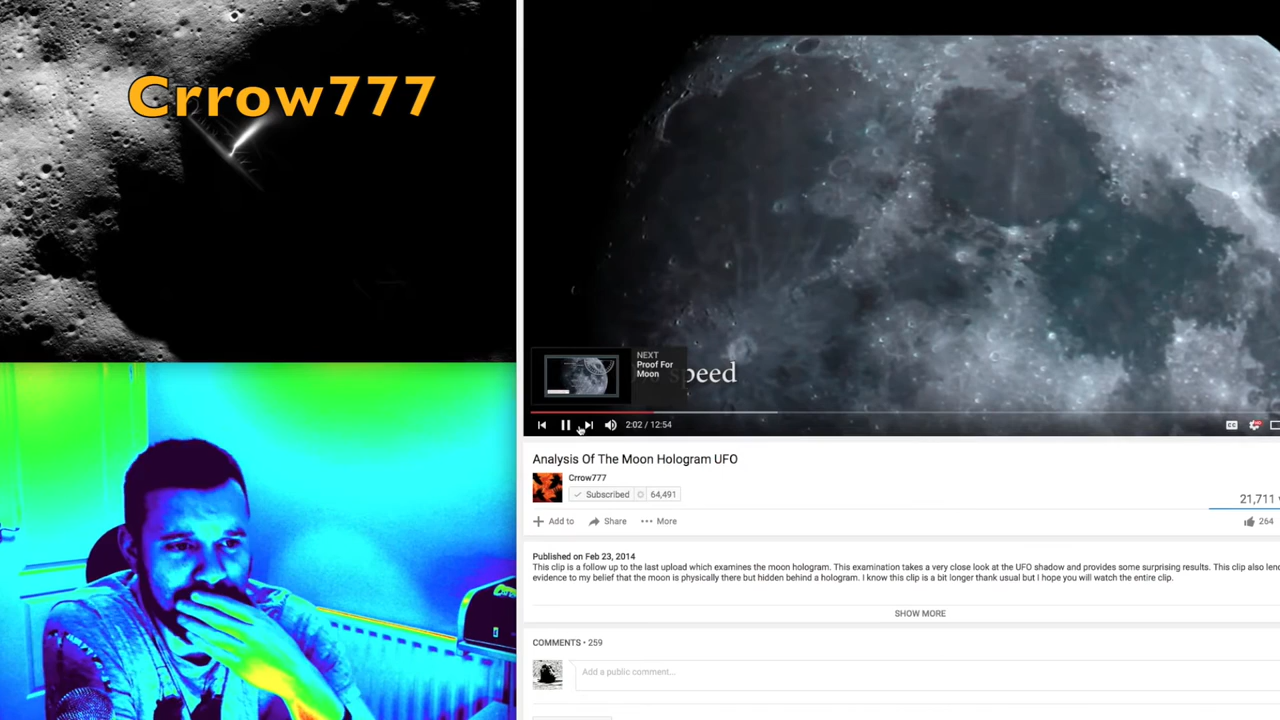 Crrow777
NEXT
Proof For
Moon
speed
2:02 / 12:54
CC
Analysis Of The Moon Hologram UFO
Crrow777
Subscribed
64,491
21,711
Add to
Share
More
264
Published on Feb 23, 2014
This clip is a follow up to the last upload which examines the moon hologram. This examination takes a very close look at the UFO shadow and provides some surprising results. This clip also lend
evidence to my belief that the moon is physically there but hidden behind a hologram. I know this clip is a bit longer thank usual but I hope you will watch the entire clip.
SHOW MORE
COMMENTS • 259
Add a public comment...